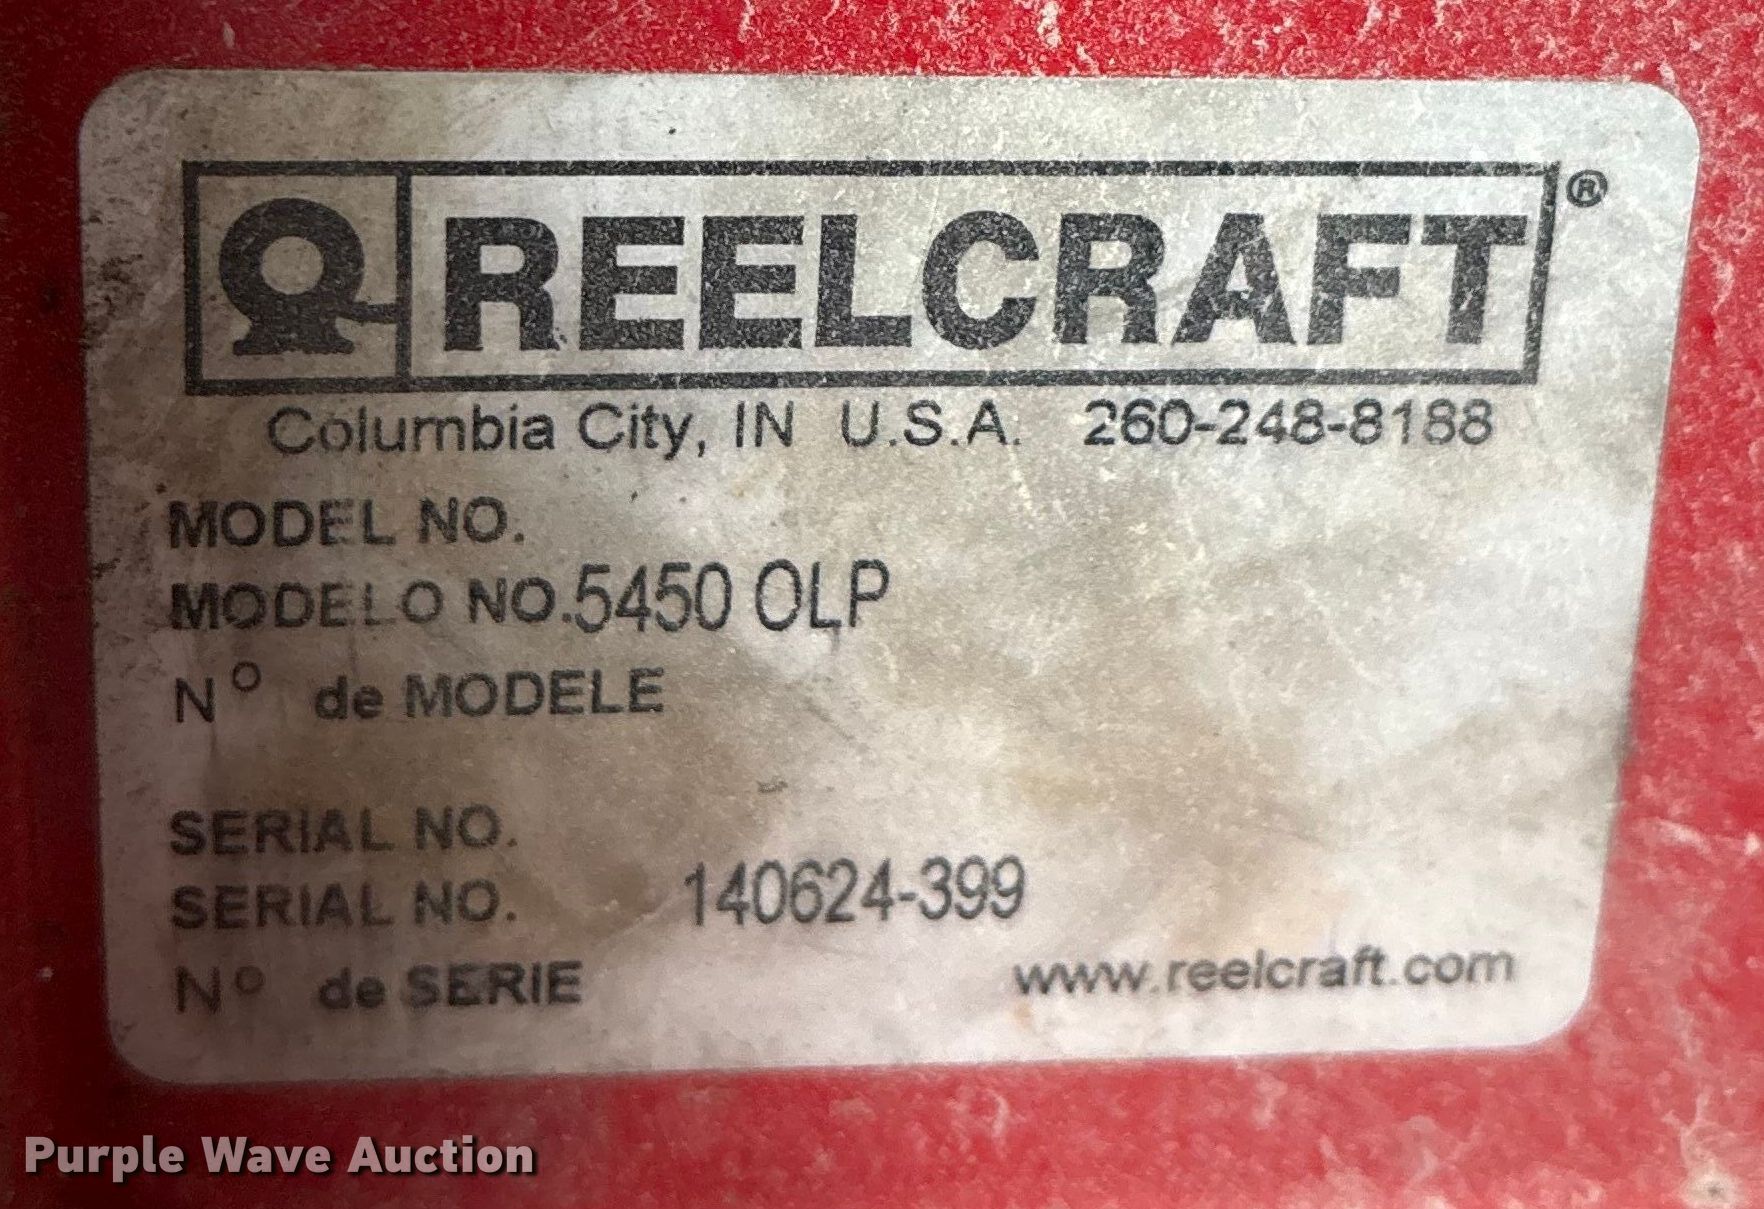 REELCRAFT®
Columbia City, IN U.S.A. 260-248-8188
MODEL NO.
MODELO NO. 5450 OLP
N° de MODELE
SERIAL NO.
SERIAL NO. 140624-399
N° de SERIE
www.reelcraft.com
Purple Wave Auction